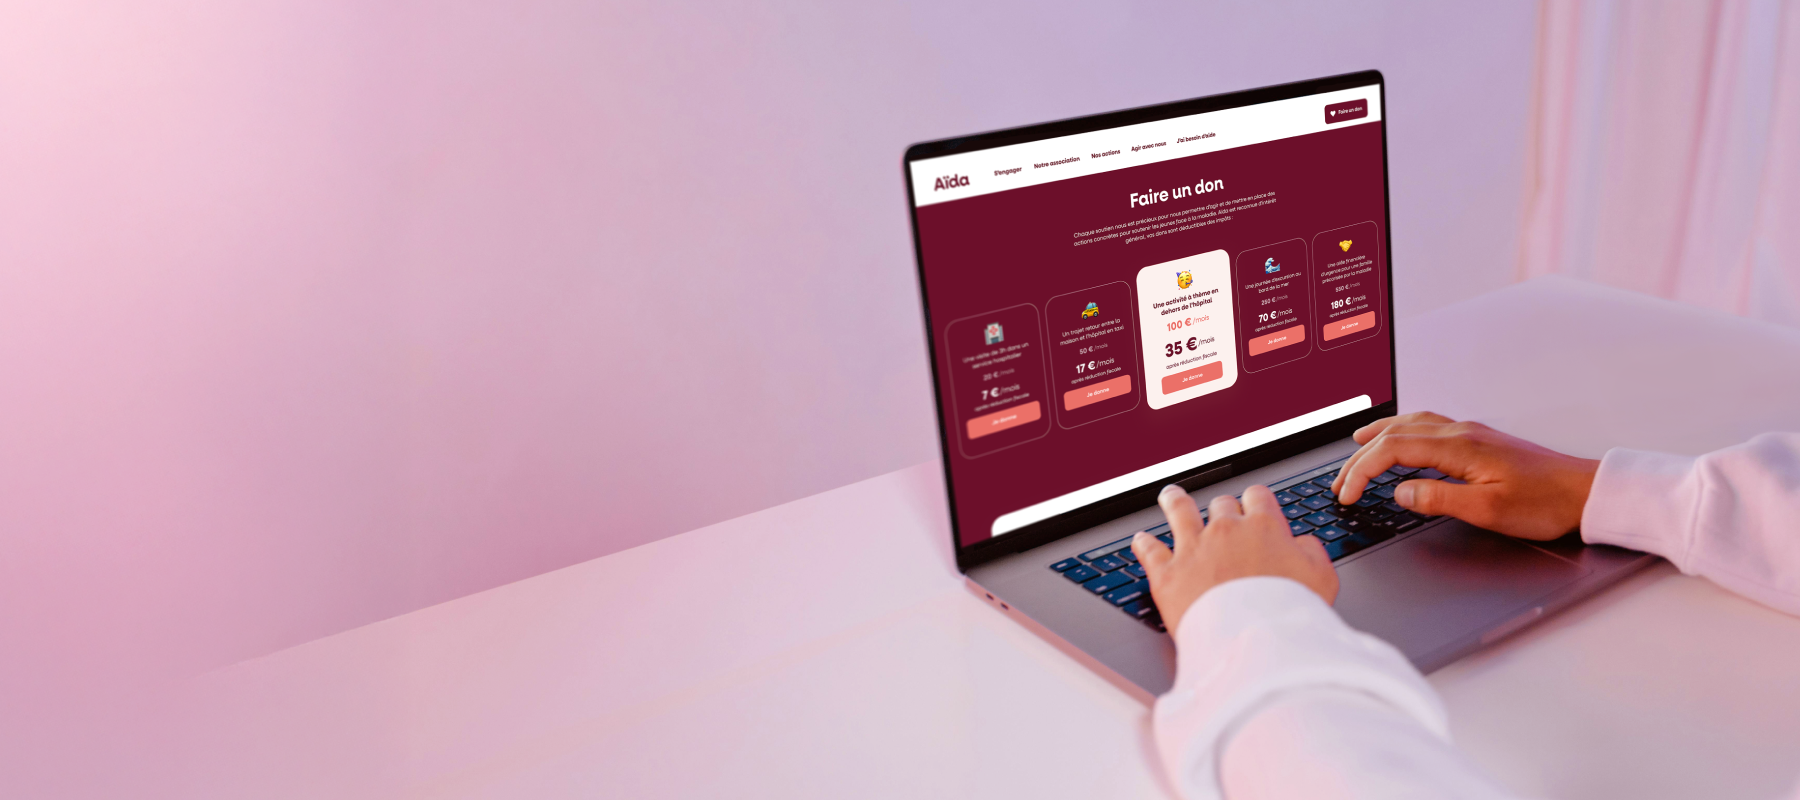 Aïda
S'engager
Notre association
Nos actions
Agir avec nous
J'ai besoin d'aide
Faire un don
Faire un don
Chaque soutien nous est précieux pour nous permettre d'agir et de mettre en place des
actions concrètes pour soutenir les jeunes face à la maladie. Aïda est reconnue d'intérêt
général, vos dons sont déductibles des impôts :
Une visite de 3h dans un
service hospitalier
20 €/mois
7 €/mois
après réduction fiscale
Je donne
Un trajet retour entre la
maison et l'hôpital en taxi
50 €/mois
17 €/mois
après réduction fiscale
Je donne
Une activité à thème en
dehors de l'hôpital
100 €/mois
35 €/mois
après réduction fiscale
Je donne
Une journée d'excursion au
bord de la mer
250 €/mois
70 €/mois
après réduction fiscale
Je donne
Une aide financière
d'urgence pour une famille
précarisée par la maladie
550 €/mois
180 €/mois
après réduction fiscale
Je donne